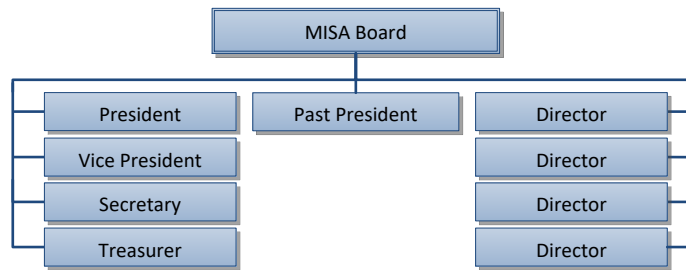 MISA Board
President
Past President
Director
Vice President
Director
Secretary
Director
Treasurer
Director